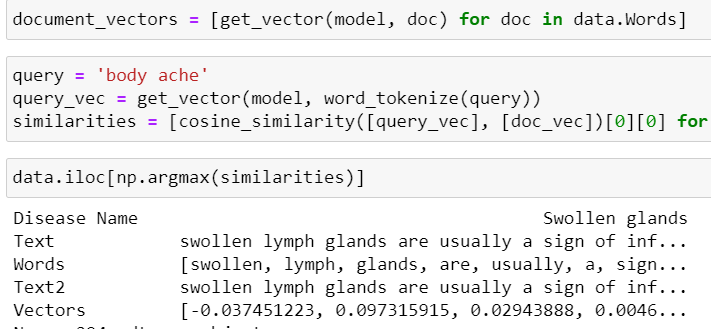 document_vectors = [get_vector(model, doc) for doc in data.Words]
query = 'body ache'
query_vec = get_vector(model, word_tokenize(query))
similarities = [cosine_similarity([query_vec], [doc_vec])[0][0] for
data.iloc[np.argmax(similarities)]
Disease Name Swollen glands
Text swollen lymph glands are usually a sign of inf...
Words [swollen, lymph, glands, are, usually, a, sign...
Text2 swollen lymph glands are usually a sign of inf...
Vectors [-0.037451223, 0.097315915, 0.02943888, 0.0046...